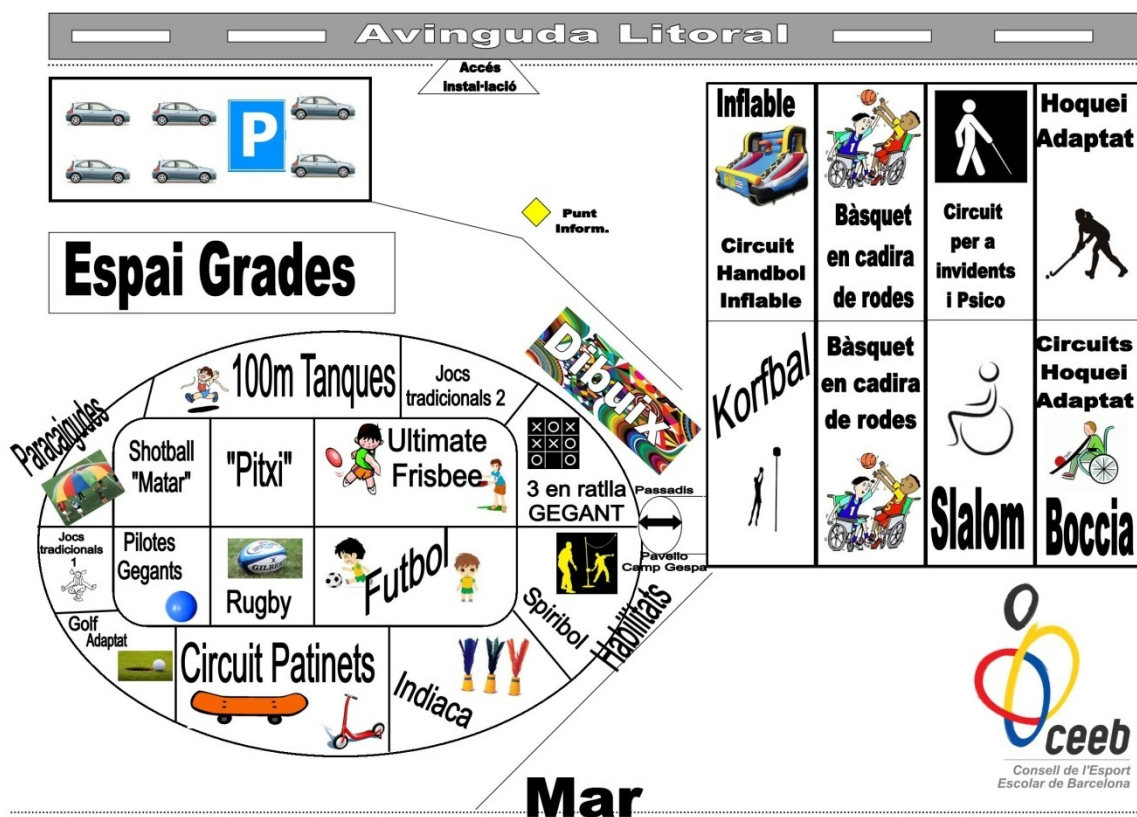 Avinguda Litoral
Accés
Instal·lació
P
Punt
Inform.
Espai Grades
Inflable
Circuit
Handbol
Inflable
Bàsquet
en cadira
de rodes
Circuit
per a
invidents
i Psico
Hoquei
Adaptat
Korfbal
Bàsquet
en cadira
de rodes
Slalom
Circuits
Hoquei
Adaptat
Boccia
Dibuix
Paracaigudes
100m Tanques
Jocs
tradicionals 2
Shotball
"Matar"
"Pitxi"
Ultimate
Frisbee
3 en ratlla
GEGANT
Passadis
Pavello
Camp Gespa
Jocs
tradicionals
1
Pilotes
Gegants
GILBERT
Rugby
Futbol
Spiribol
Habilitats
Golf
Adaptat
Circuit Patinets
Indiaca
Mar
ceeb
Consell de l'Esport
Escolar de Barcelona